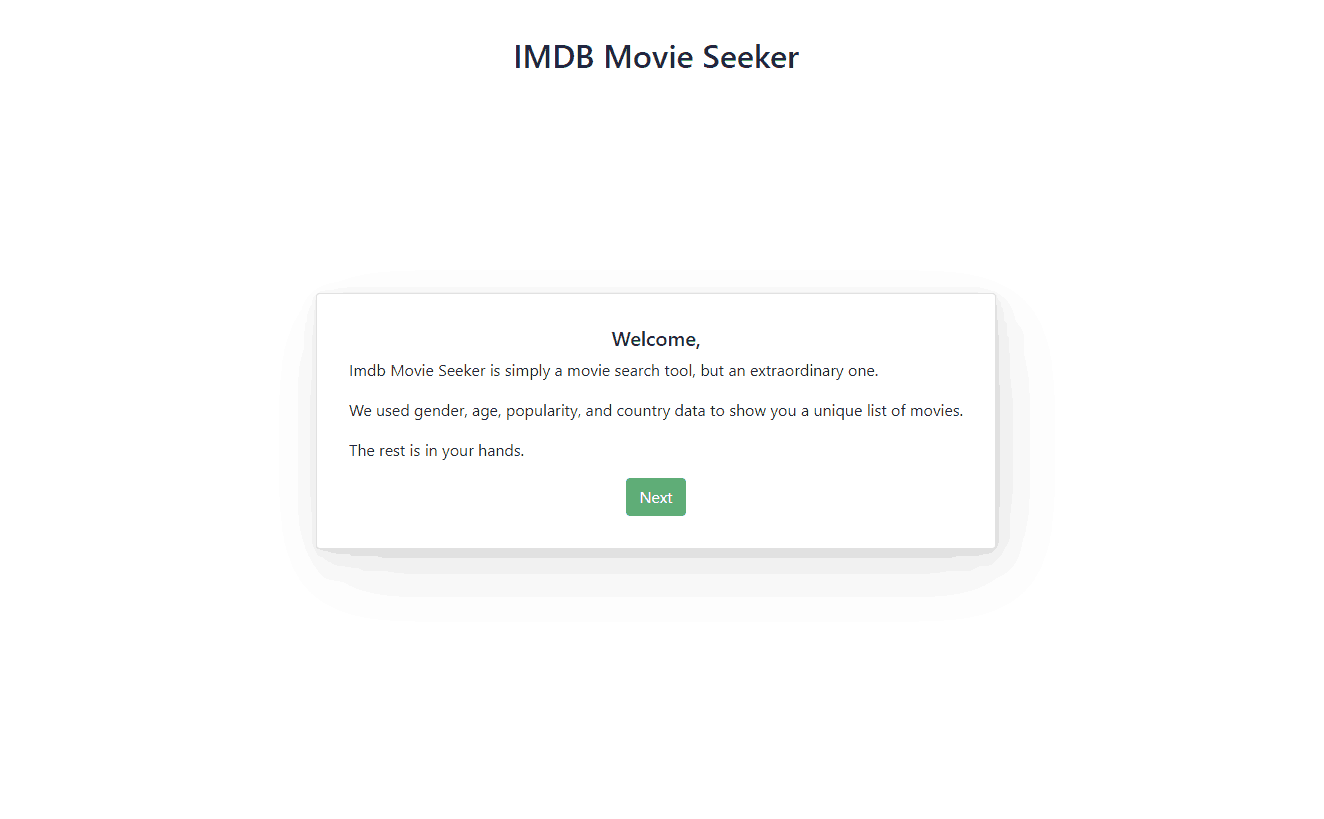 IMDB Movie Seeker
Welcome,
Imdb Movie Seeker is simply a movie search tool, but an extraordinary one.
We used gender, age, popularity, and country data to show you a unique list of movies.
The rest is in your hands.
Next